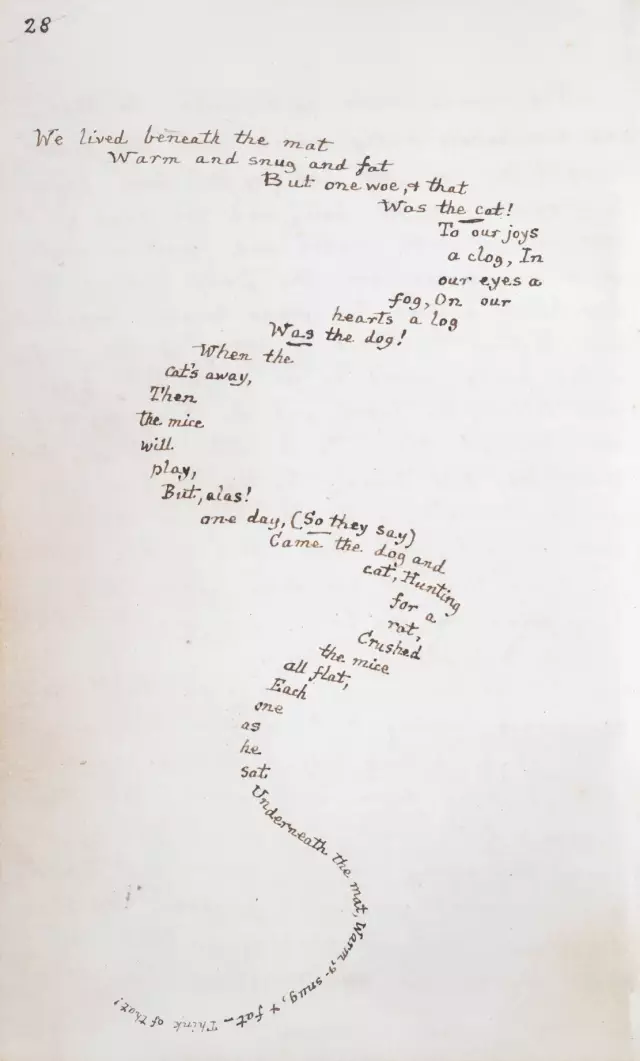 28
We lived beneath the mat
Warm and snug and fat
But one woe, & that
Was the cat!
To our joys
a clog, In
our eyes a
fog, On our
hearts a log
Was the dog!
When the
cat's away,
Then
the mice
will
play,
But, alas!
one day, (So they say)
Came the dog and
cat, Hunting
for a
rat,
Crushed
the mice
all flat,
Each
one
as
he
sat
Underneath the mat, Warm, & snug, & fat — Think of that!